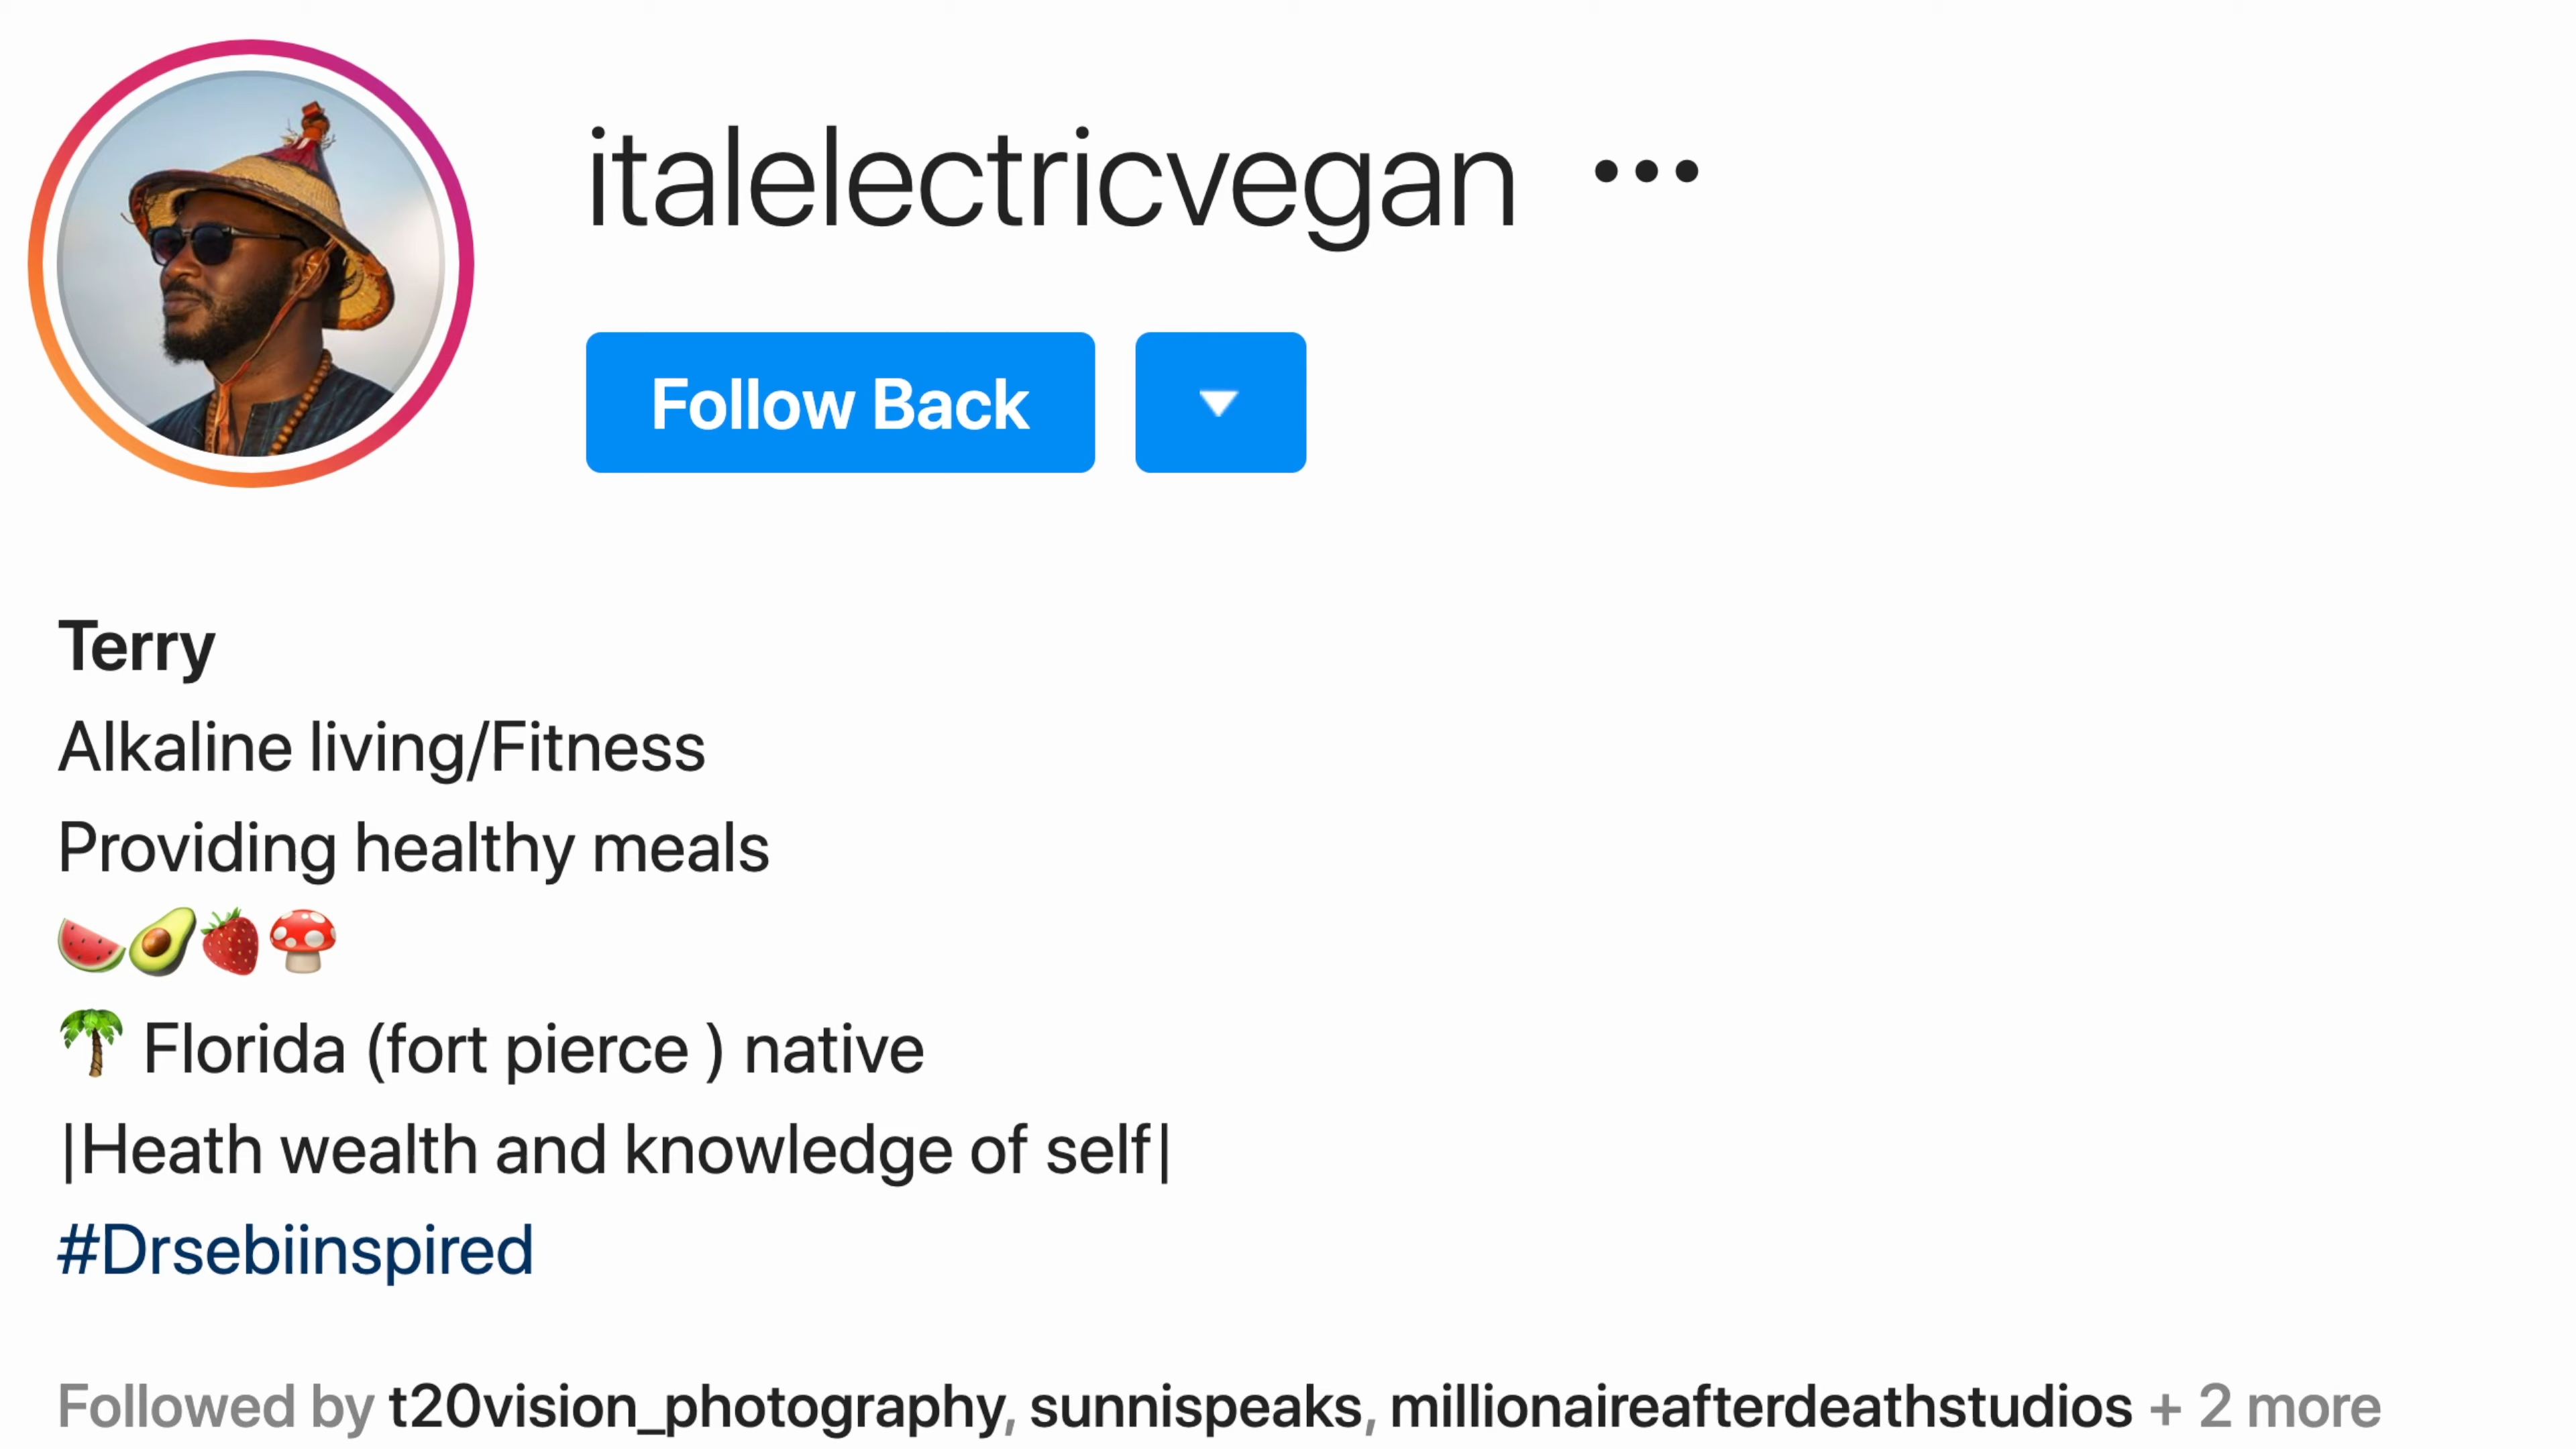 italelectricvegan
Follow Back
Terry
Alkaline living/Fitness
Providing healthy meals
🍉🥑🍓🍄
🌴 Florida (fort pierce ) native
|Heath wealth and knowledge of self|
#Drsebiinspired
Followed by t20vision_photography, sunnispeaks, millionaireafterdeathstudios + 2 more